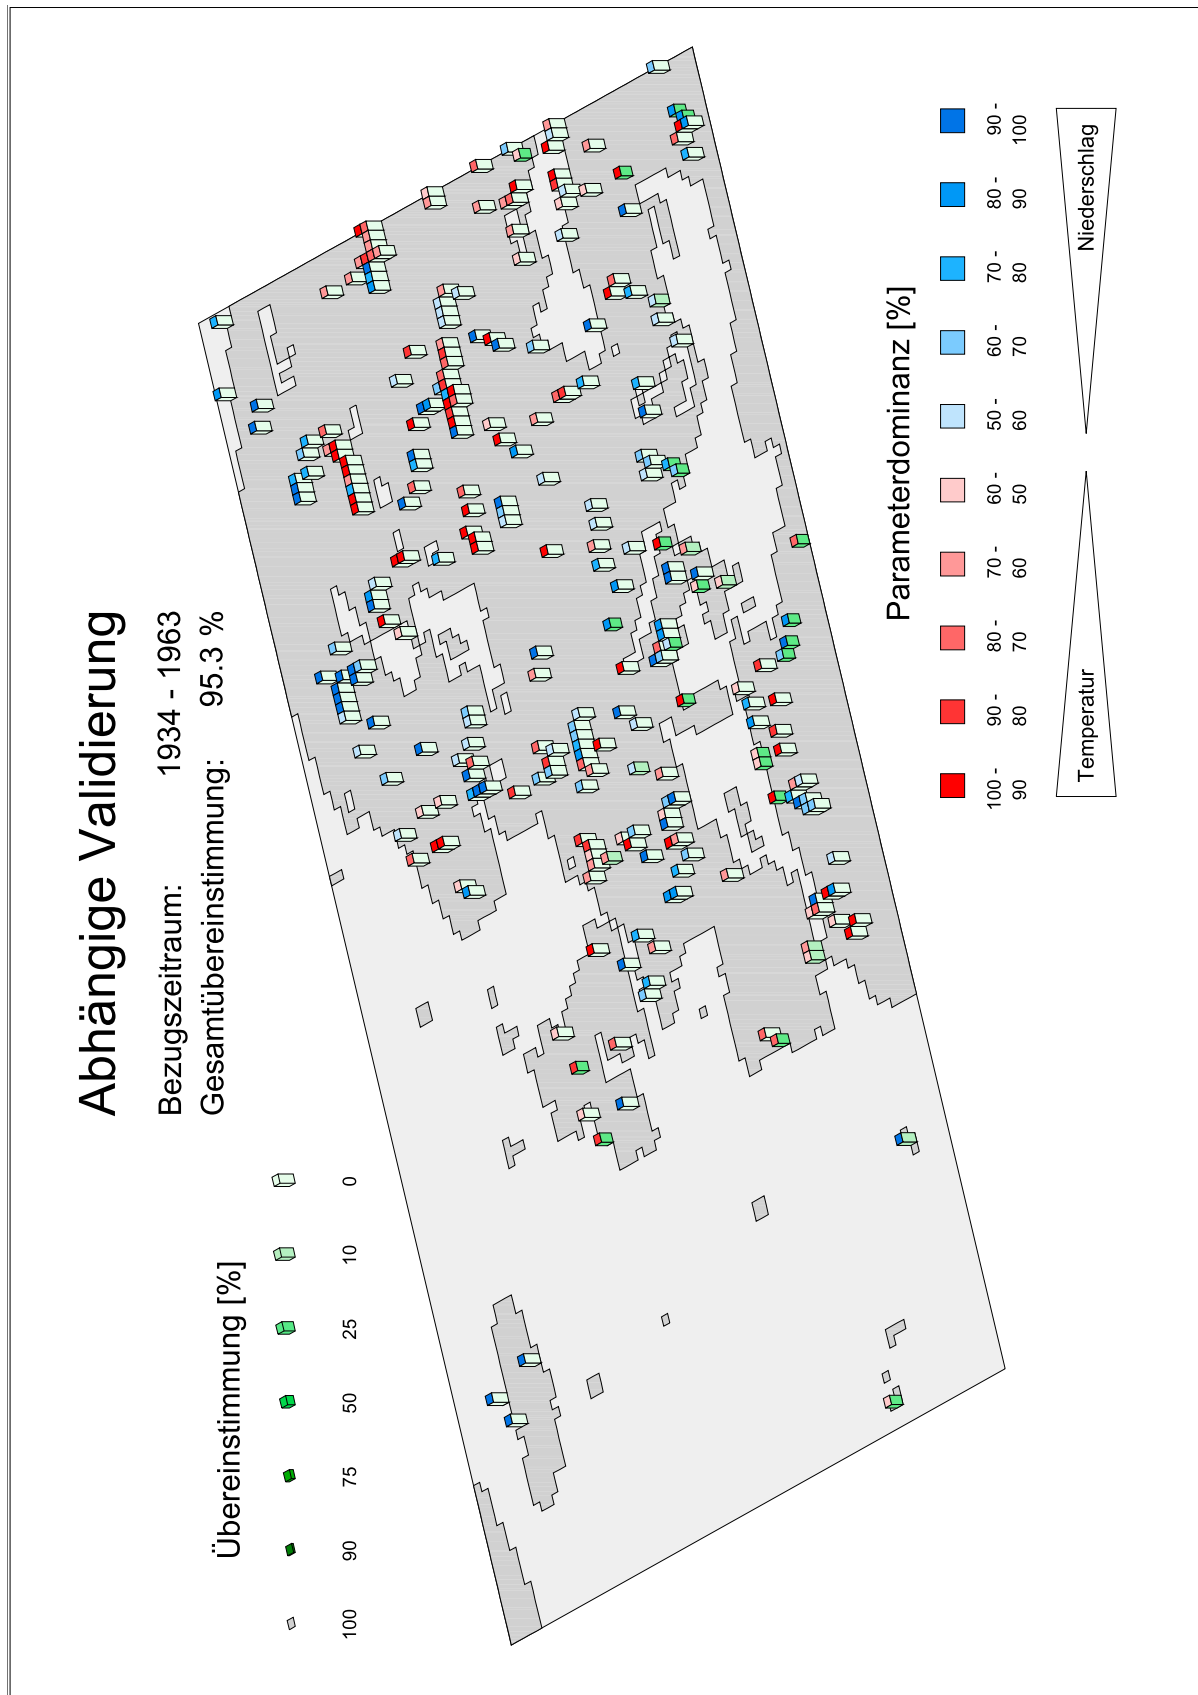 Abhängige Validierung
Bezugszeitraum: 1934 - 1963
Gesamtübereinstimmung: 95.3 %
Übereinstimmung [%]
100 90 75 50 25 10 0
Parameterdominanz [%]
100 - 90 - 80 - 70 - 60 - 50 - 60 - 70 - 80 - 90 -
90 80 70 60 50 60 70 80 90 100
Temperatur Niederschlag